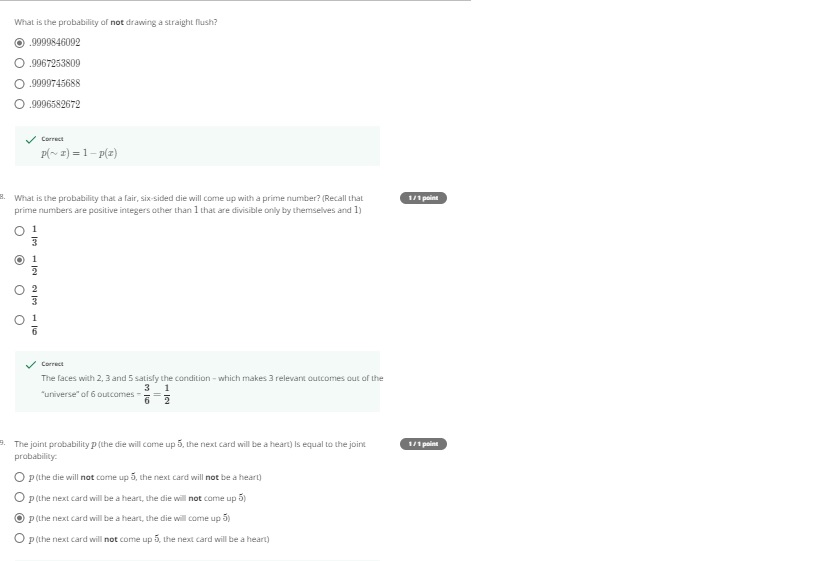 What is the probability of not drawing a straight flush?
.9999846092
.9967253809
.9999745688
.9996582672
Correct
p(∼ x) = 1 − p(x)
8. What is the probability that a fair, six-sided die will come up with a prime number? (Recall that
1 / 1 point
prime numbers are positive integers other than 1 that are divisible only by themselves and 1)
1/3
1/2
2/3
1/6
Correct
The faces with 2, 3 and 5 satisfy the condition – which makes 3 relevant outcomes out of the
"universe" of 6 outcomes – 3/6 = 1/2
9. The joint probability p (the die will come up 5, the next card will be a heart) Is equal to the joint
1 / 1 point
probability:
p (the die will not come up 5, the next card will not be a heart)
p (the next card will be a heart, the die will not come up 5)
p (the next card will be a heart, the die will come up 5)
p (the next card will not come up 5, the next card will be a heart)